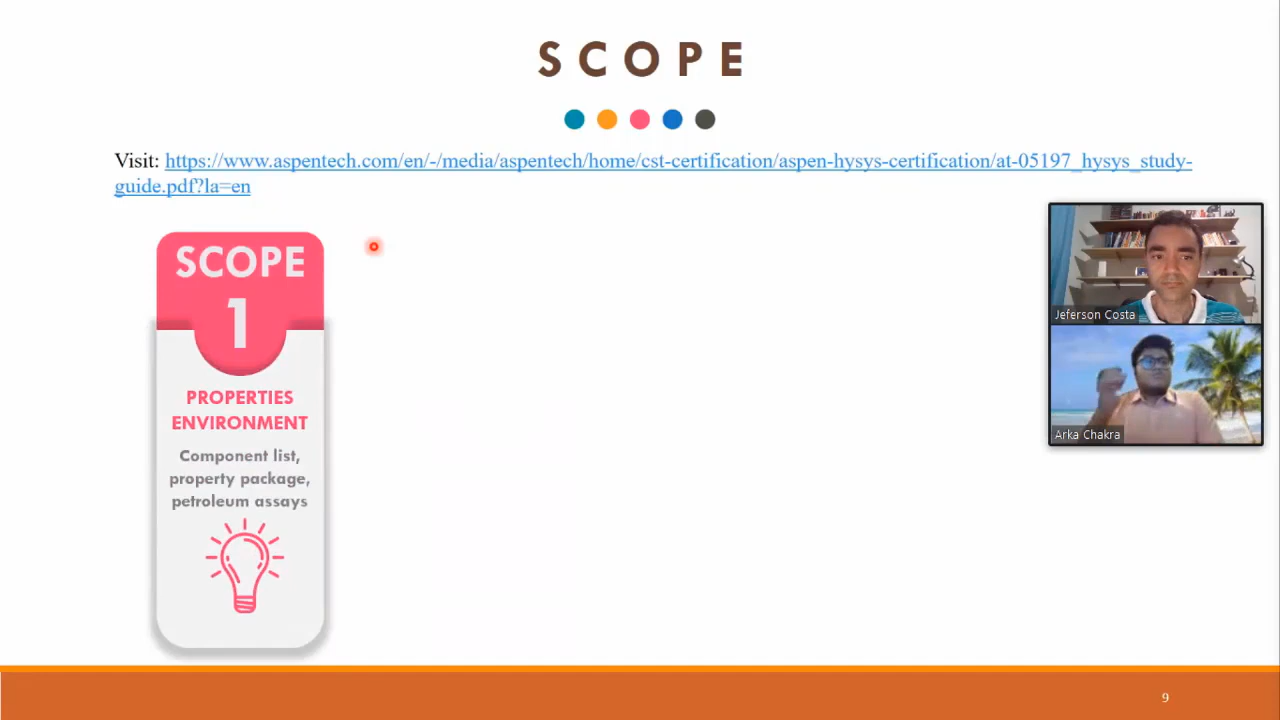 SCOPE
Visit: https://www.aspentech.com/en/-/media/aspentech/home/cst-certification/aspen-hysys-certification/at-05197_hysys_study-
guide.pdf?la=en
SCOPE
1
PROPERTIES
ENVIRONMENT
Component list,
property package,
petroleum assays
Jeferson Costa
Arka Chakra
9